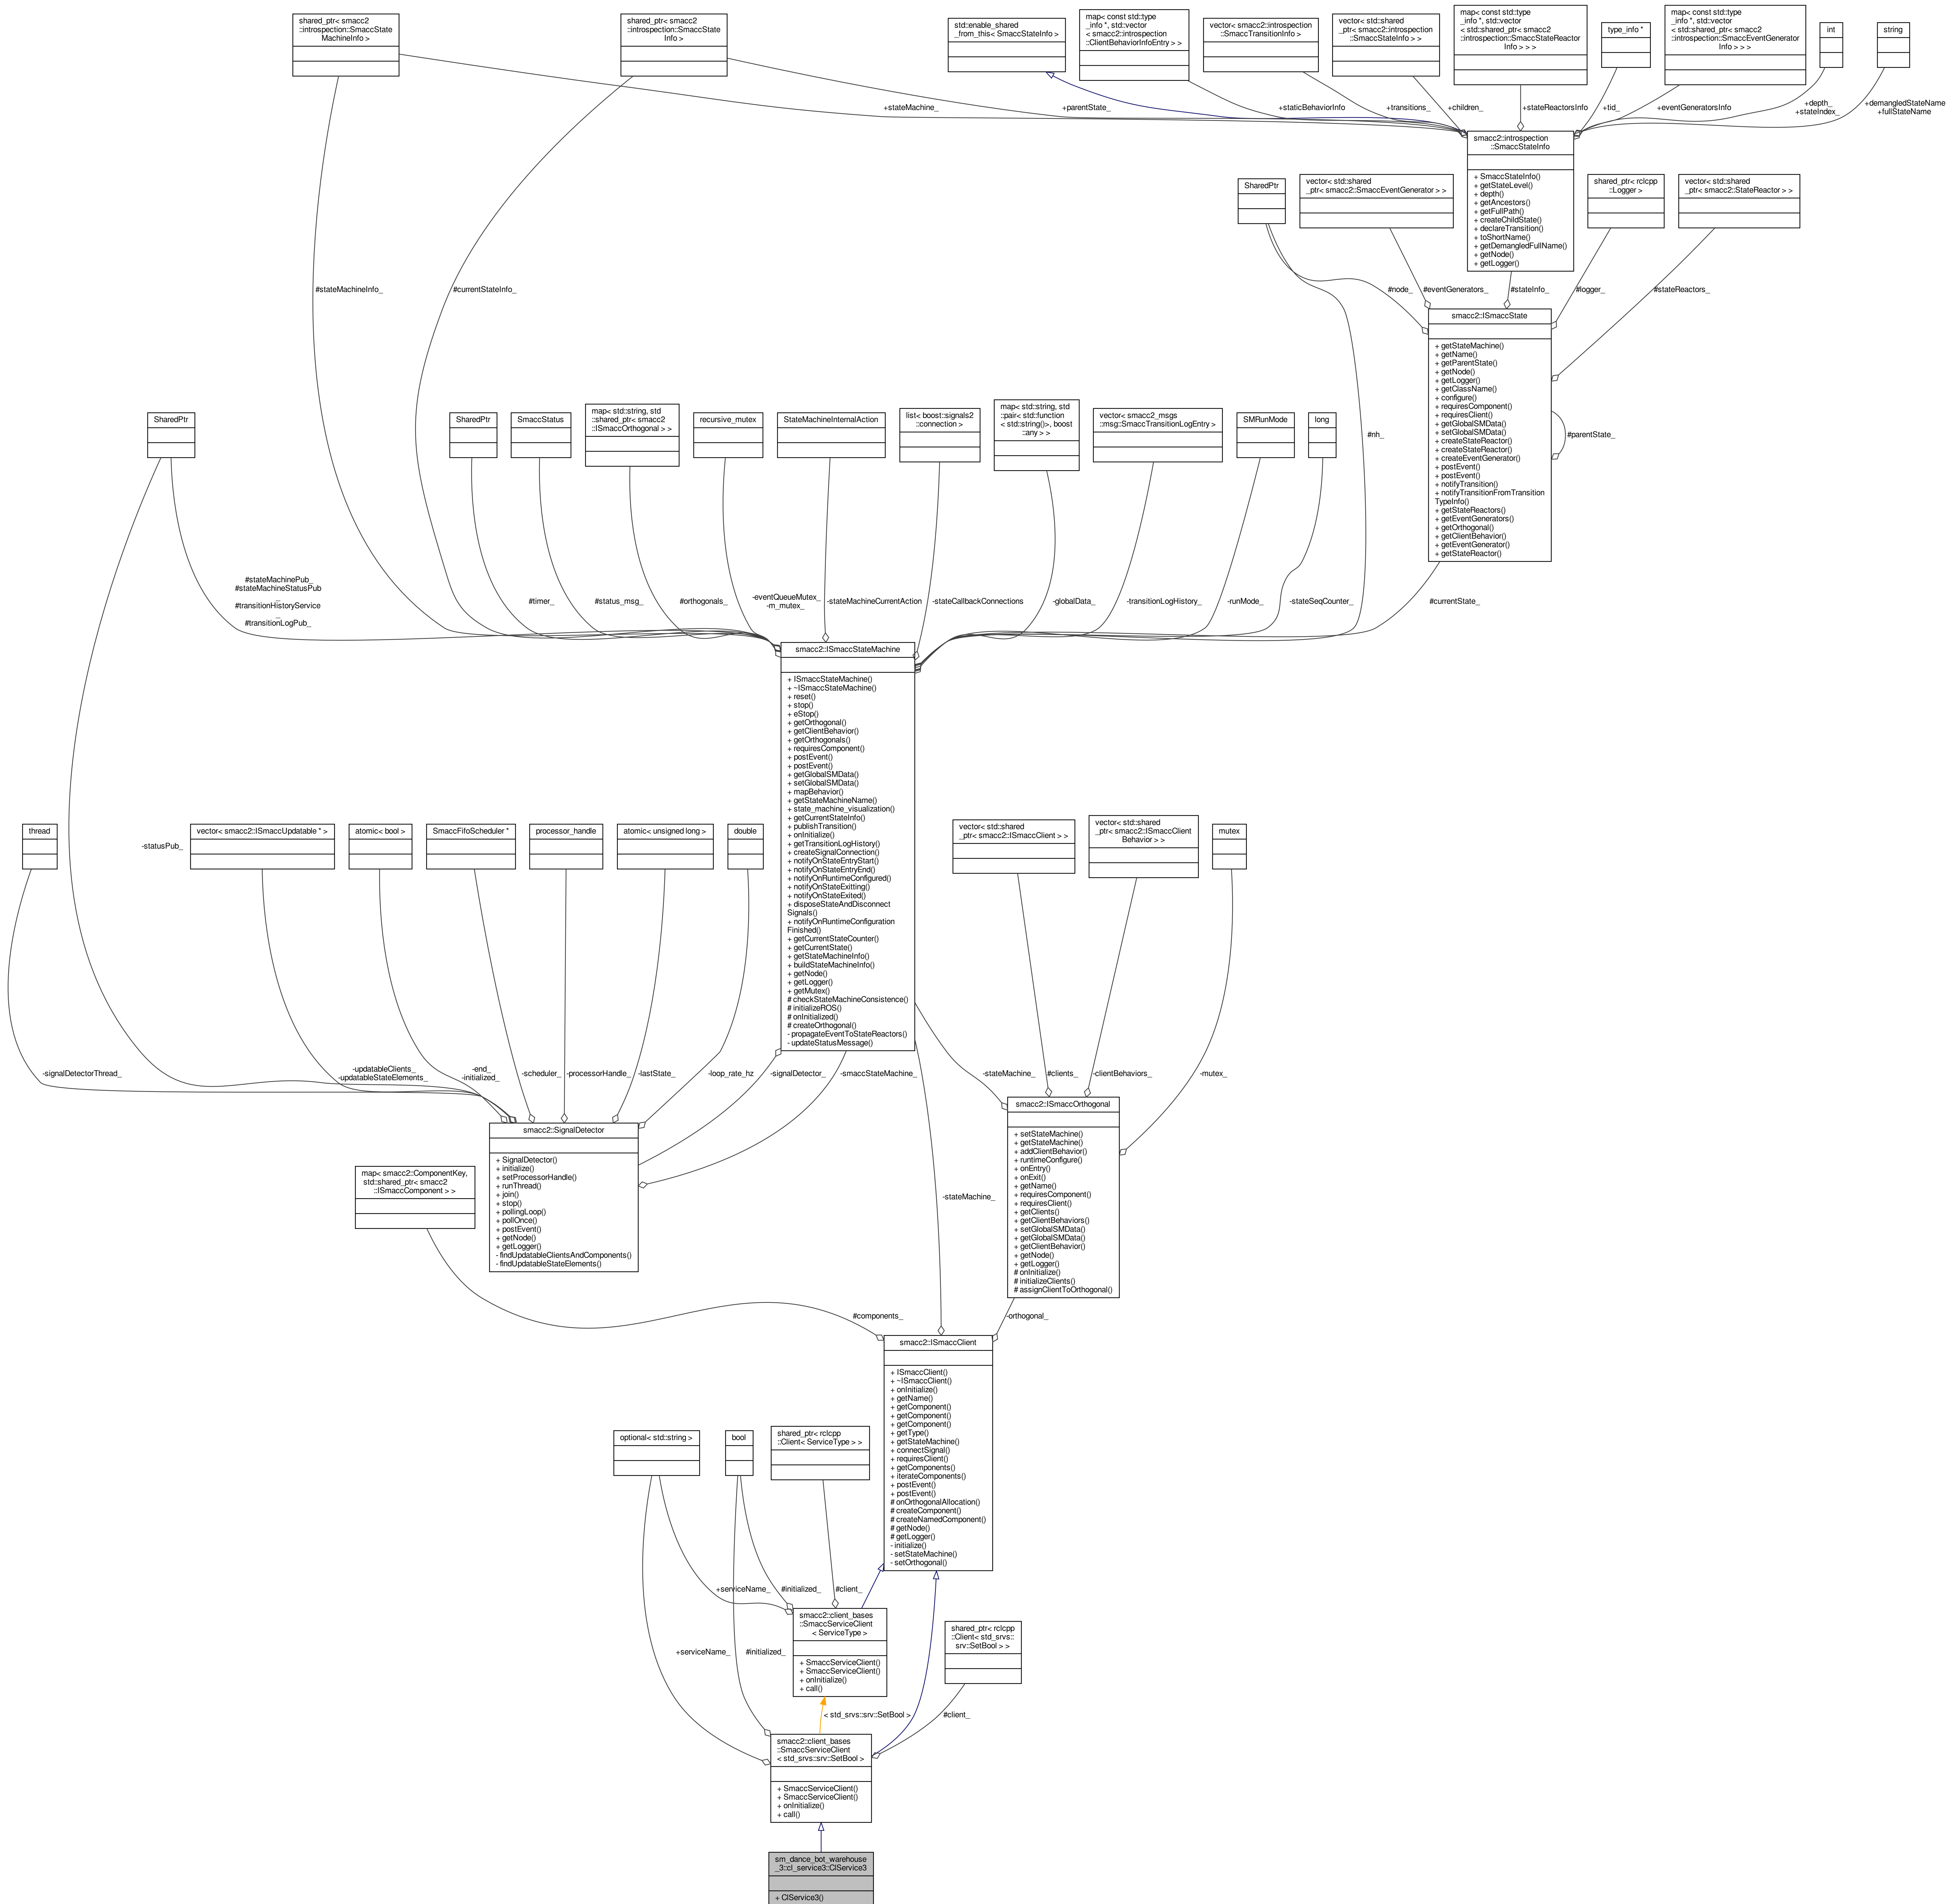 shared_ptr< smacc2
::introspection::SmaccState
MachineInfo >
shared_ptr< smacc2
::introspection::SmaccState
Info >
std::enable_shared
_from_this< SmaccStateInfo >
map< const std::type
_info *, std::vector
< smacc2::introspection
::ClientBehaviorInfoEntry > >
vector< smacc2::introspection
::SmaccTransitionInfo >
vector< std::shared
_ptr< smacc2::introspection
::SmaccStateInfo > >
map< const std::type
_info *, std::vector
< std::shared_ptr< smacc2
::introspection::SmaccStateReactor
Info > > >
type_info *
map< const std::type
_info *, std::vector
< std::shared_ptr< smacc2
::introspection::SmaccEventGenerator
Info > > >
int
string
+stateMachine_
+parentState_
+staticBehaviorInfo
+transitions_
+children_
+stateReactorsInfo
+tid_
+eventGeneratorsInfo
+depth_
+stateIndex_
+demangledStateName
+fullStateName
smacc2::introspection
::SmaccStateInfo
+ SmaccStateInfo()
+ getStateLevel()
+ depth()
+ getAncestors()
+ getFullPath()
+ createChildState()
+ declareTransition()
+ toShortName()
+ getDemangledFullName()
+ getNode()
+ getLogger()
SharedPtr
vector< std::shared
_ptr< smacc2::SmaccEventGenerator > >
shared_ptr< rclcpp
::Logger >
vector< std::shared
_ptr< smacc2::StateReactor > >
#stateMachineInfo_
#currentStateInfo_
#node_
#eventGenerators_
#stateInfo_
#logger_
#stateReactors_
smacc2::ISmaccState
+ getStateMachine()
+ getName()
+ getParentState()
+ getNode()
+ getLogger()
+ getClassName()
+ configure()
+ requiresComponent()
+ requiresClient()
+ getGlobalSMData()
+ setGlobalSMData()
+ createStateReactor()
+ createStateReactor()
+ createEventGenerator()
+ postEvent()
+ postEvent()
+ notifyTransition()
+ notifyTransitionFromTransition
TypeInfo()
+ getStateReactors()
+ getEventGenerators()
+ getOrthogonal()
+ getClientBehavior()
+ getEventGenerator()
+ getStateReactor()
#parentState_
#nh_
SharedPtr
SharedPtr
SmaccStatus
map< std::string, std
::shared_ptr< smacc2
::ISmaccOrthogonal > >
recursive_mutex
StateMachineInternalAction
list< boost::signals2
::connection >
map< std::string, std
::pair< std::function
< std::string()>, boost
::any > >
vector< smacc2_msgs
::msg::SmaccTransitionLogEntry >
SMRunMode
long
#stateMachinePub_
#stateMachineStatusPub
_
#transitionHistoryService
_
#transitionLogPub_
#timer_
#status_msg_
#orthogonals_
-eventQueueMutex_
-m_mutex_
-stateMachineCurrentAction
-stateCallbackConnections
-globalData_
-transitionLogHistory_
-runMode_
-stateSeqCounter_
#currentState_
smacc2::ISmaccStateMachine
+ ISmaccStateMachine()
+ ~ISmaccStateMachine()
+ reset()
+ stop()
+ eStop()
+ getOrthogonal()
+ getClientBehavior()
+ getOrthogonals()
+ requiresComponent()
+ postEvent()
+ postEvent()
+ getGlobalSMData()
+ setGlobalSMData()
+ mapBehavior()
+ getStateMachineName()
+ state_machine_visualization()
+ getCurrentStateInfo()
+ publishTransition()
+ onInitialize()
+ getTransitionLogHistory()
+ createSignalConnection()
+ notifyOnStateEntryStart()
+ notifyOnStateEntryEnd()
+ notifyOnRuntimeConfigured()
+ notifyOnStateExitting()
+ notifyOnStateExited()
+ disposeStateAndDisconnect
Signals()
+ notifyOnRuntimeConfiguration
Finished()
+ getCurrentStateCounter()
+ getCurrentState()
+ getStateMachineInfo()
+ buildStateMachineInfo()
+ getNode()
+ getLogger()
+ getMutex()
# checkStateMachineConsistence()
# initializeROS()
# onInitialized()
# createOrthogonal()
- propagateEventToStateReactors()
- updateStatusMessage()
thread
-statusPub_
vector< smacc2::ISmaccUpdatable * >
atomic< bool >
SmaccFifoScheduler *
processor_handle
atomic< unsigned long >
double
vector< std::shared
_ptr< smacc2::ISmaccClient > >
vector< std::shared
_ptr< smacc2::ISmaccClient
Behavior > >
mutex
-signalDetectorThread_
-updatableClients_
-updatableStateElements_
-end_
-initialized_
-scheduler_
-processorHandle_
-lastState_
-loop_rate_hz
-signalDetector_
-smaccStateMachine_
-stateMachine_
#clients_
-clientBehaviors_
-mutex_
smacc2::SignalDetector
+ SignalDetector()
+ initialize()
+ setProcessorHandle()
+ runThread()
+ join()
+ stop()
+ pollingLoop()
+ pollOnce()
+ postEvent()
+ getNode()
+ getLogger()
- findUpdatableClientsAndComponents()
- findUpdatableStateElements()
smacc2::ISmaccOrthogonal
+ setStateMachine()
+ getStateMachine()
+ addClientBehavior()
+ runtimeConfigure()
+ onEntry()
+ onExit()
+ getName()
+ requiresComponent()
+ requiresClient()
+ getClients()
+ getClientBehaviors()
+ setGlobalSMData()
+ getGlobalSMData()
+ getClientBehavior()
+ getNode()
+ getLogger()
# onInitialize()
# initializeClients()
# assignClientToOrthogonal()
map< smacc2::ComponentKey,
std::shared_ptr< smacc2
::ISmaccComponent > >
-stateMachine_
#components_
-orthogonal_
smacc2::ISmaccClient
+ ISmaccClient()
+ ~ISmaccClient()
+ onInitialize()
+ getName()
+ getComponent()
+ getComponent()
+ getComponent()
+ getType()
+ getStateMachine()
+ connectSignal()
+ requiresClient()
+ getComponents()
+ iterateComponents()
+ postEvent()
+ postEvent()
# onOrthogonalAllocation()
# createComponent()
# createNamedComponent()
# getNode()
# getLogger()
- initialize()
- setStateMachine()
- setOrthogonal()
optional< std::string >
bool
shared_ptr< rclcpp
::Client< ServiceType > >
+serviceName_
#initialized_
#client_
smacc2::client_bases
::SmaccServiceClient
< ServiceType >
+ SmaccServiceClient()
+ SmaccServiceClient()
+ onInitialize()
+ call()
shared_ptr< rclcpp
::Client< std_srvs::
srv::SetBool > >
+serviceName_
#initialized_
< std_srvs::srv::SetBool >
#client_
smacc2::client_bases
::SmaccServiceClient
< std_srvs::srv::SetBool >
+ SmaccServiceClient()
+ SmaccServiceClient()
+ onInitialize()
+ call()
sm_dance_bot_warehouse
_3::cl_service3::ClService3
+ ClService3()